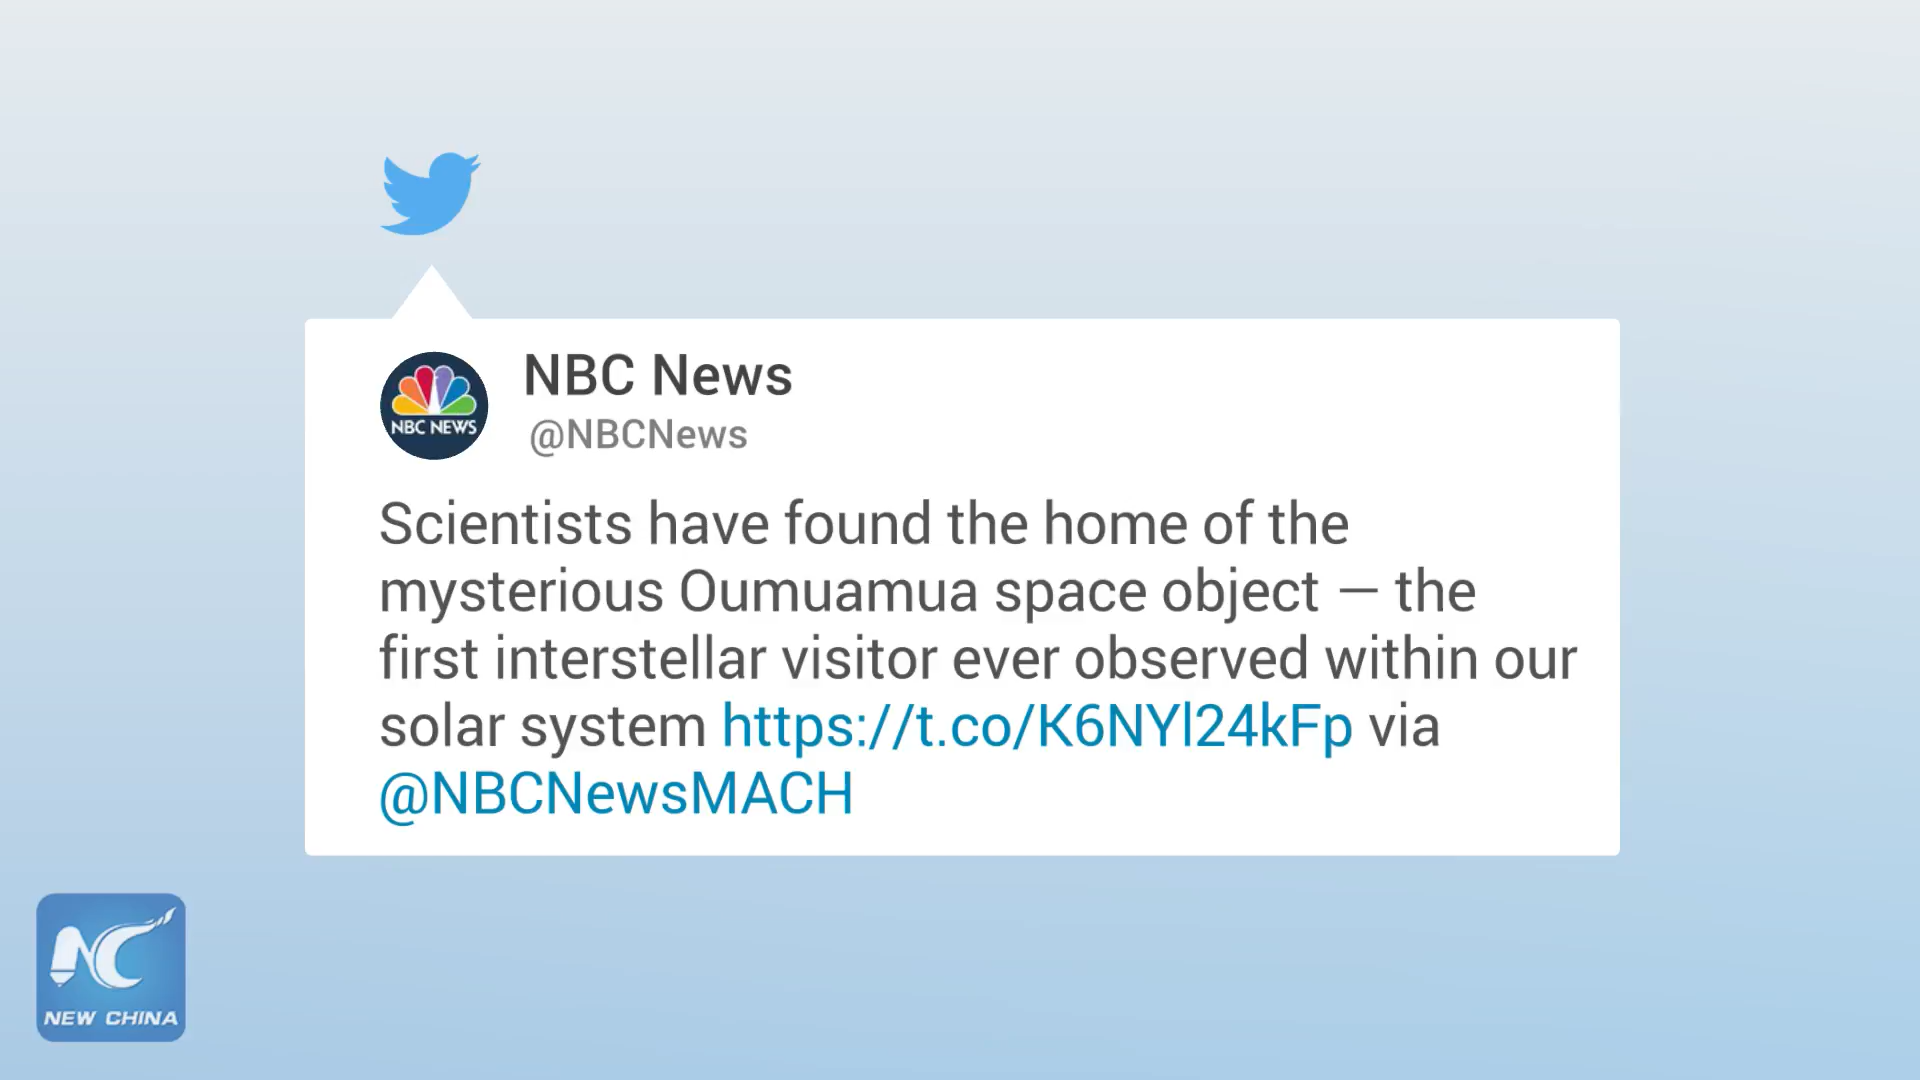 NBC NEWS
NBC News
@NBCNews
Scientists have found the home of the
mysterious Oumuamua space object — the
first interstellar visitor ever observed within our
solar system https://t.co/K6NYl24kFp via
@NBCNewsMACH
NC
NEW CHINA